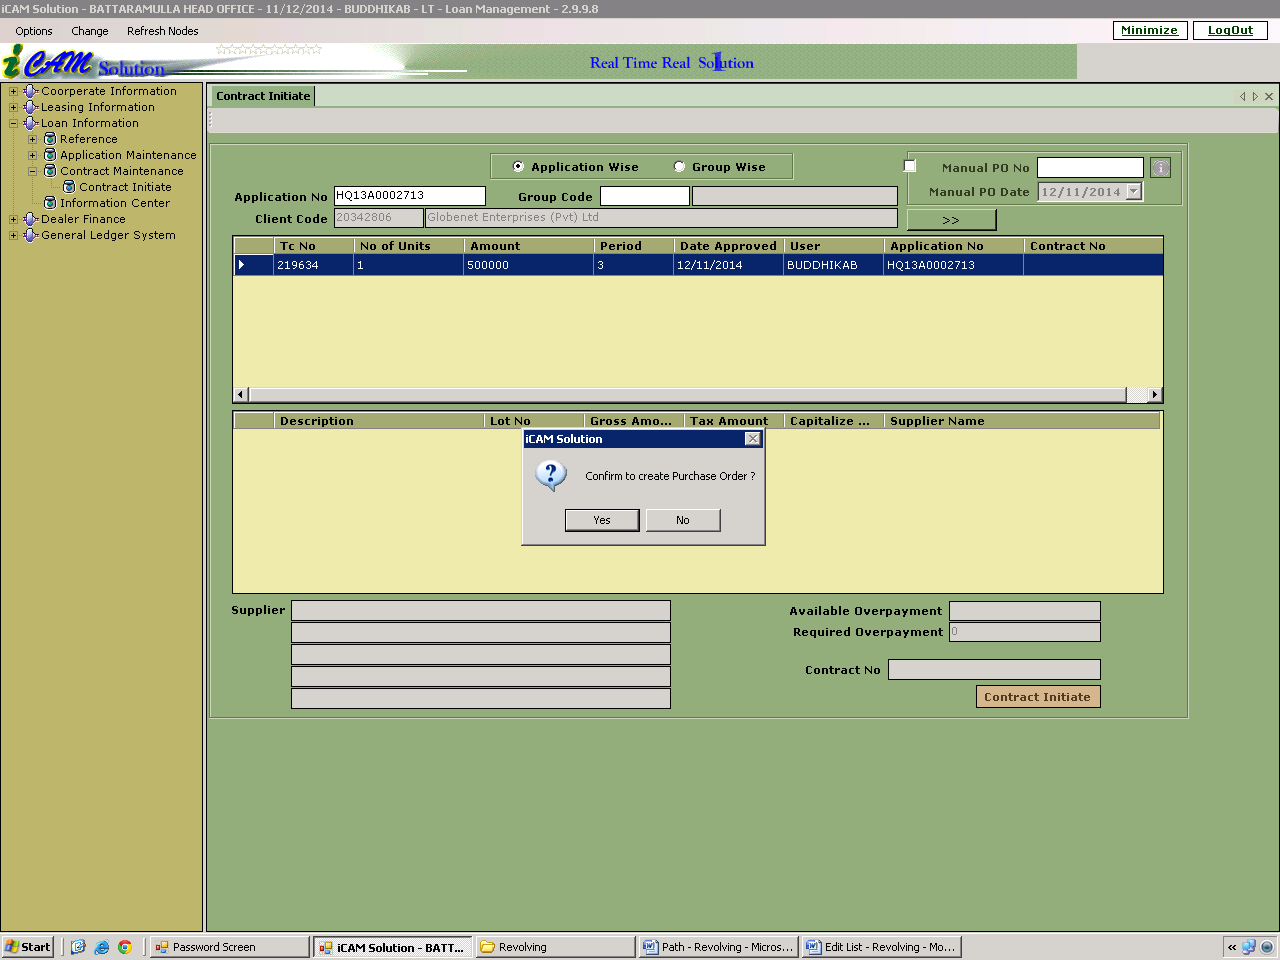 iCAM Solution - BATTARAMULLA HEAD OFFICE - 11/12/2014 - BUDDHIKAB - LT - Loan Management - 2.9.9.8
Options Change Refresh Nodes Minimize LogOut
iCAM Solution Real Time Real Solution
Coorperate Information
Leasing Information
Loan Information
Reference
Application Maintenance
Contract Maintenance
Contract Initiate
Information Center
Dealer Finance
General Ledger System
Contract Initiate
Application Wise Group Wise
Manual PO No
Manual PO Date 12/11/2014
Application No HQ13A0002713 Group Code
Client Code 20342806 Globenet Enterprises (Pvt) Ltd >>
Tc No No of Units Amount Period Date Approved User Application No Contract No
219634 1 500000 3 12/11/2014 BUDDHIKAB HQ13A0002713
Description Lot No Gross Amo... Tax Amount Capitalize ... Supplier Name
iCAM Solution
Confirm to create Purchase Order ?
Yes No
Supplier
Available Overpayment
Required Overpayment 0
Contract No
Contract Initiate
Start Password Screen iCAM Solution - BATT... Revolving Path - Revolving - Micros... Edit List - Revolving - Mo... «